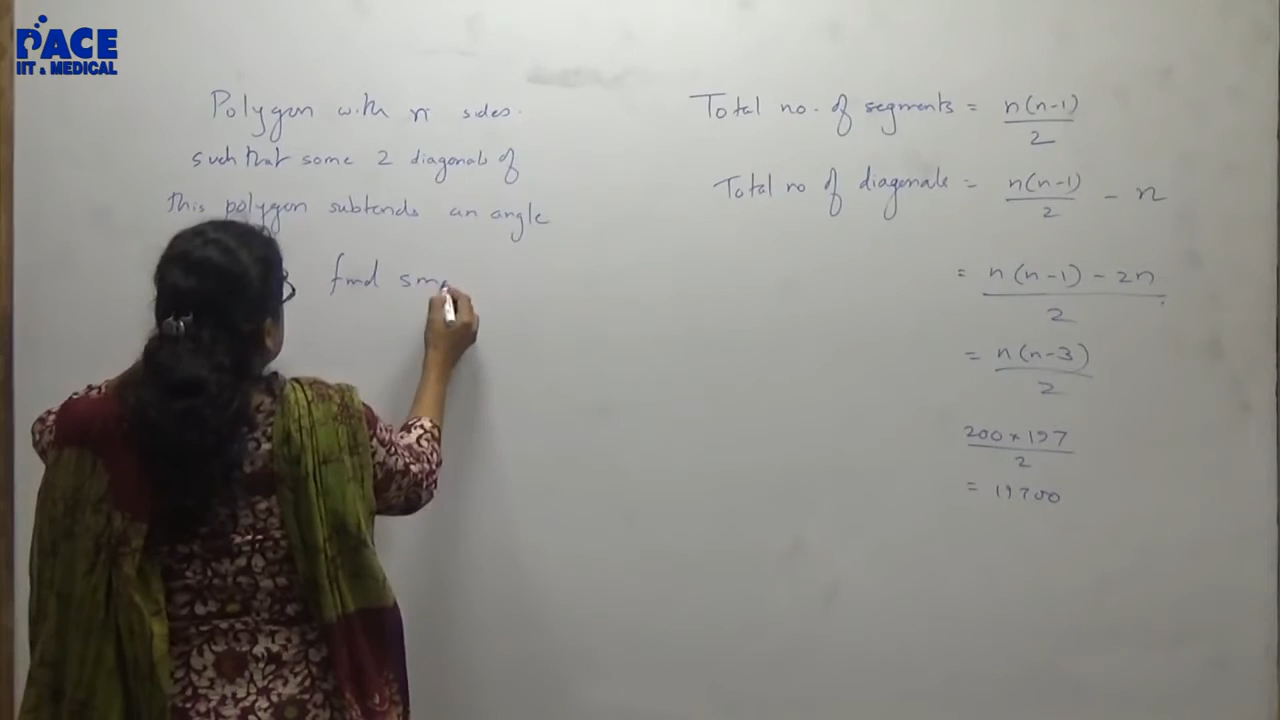 PACE
IIT & MEDICAL
Polygon with n sides.
such that some 2 diagonals of
this polygon subtends an angle
find sma
Total no. of segments = n(n-1)/2
Total no of diagonals = n(n-1)/2 - n
= n(n-1) - 2n/2
= n(n-3)/2
200 × 197/2
= 19700